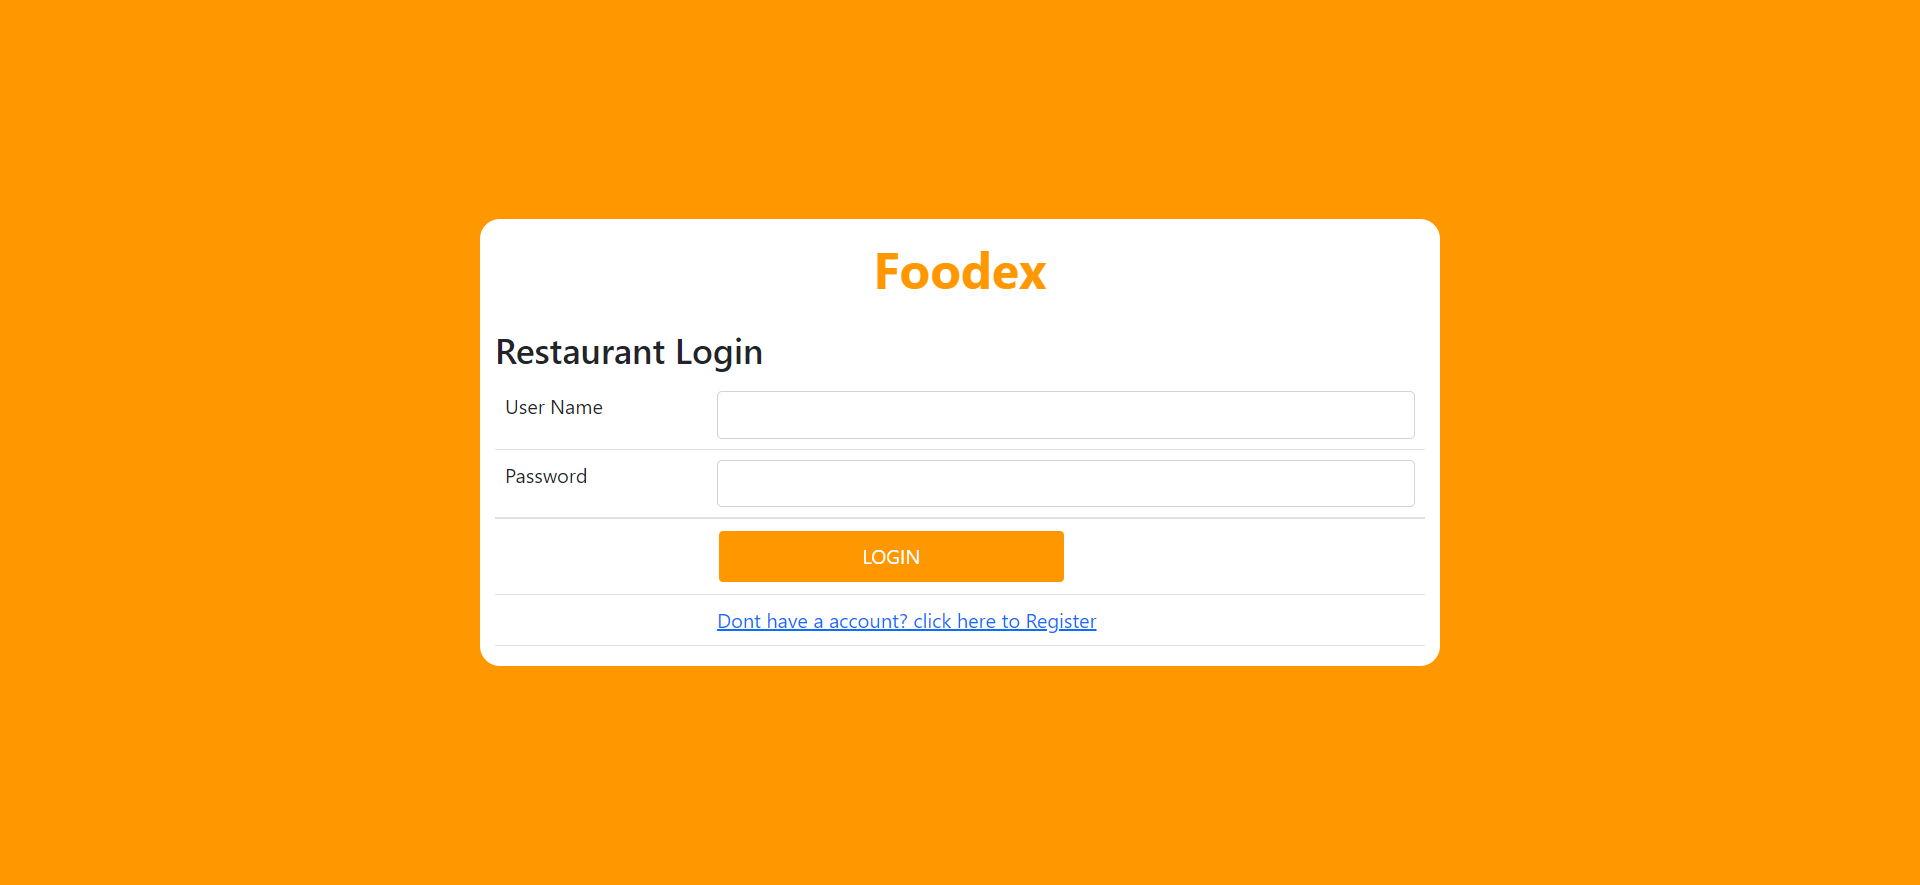 Foodex
Restaurant Login
User Name
Password
LOGIN
Dont have a account? click here to Register